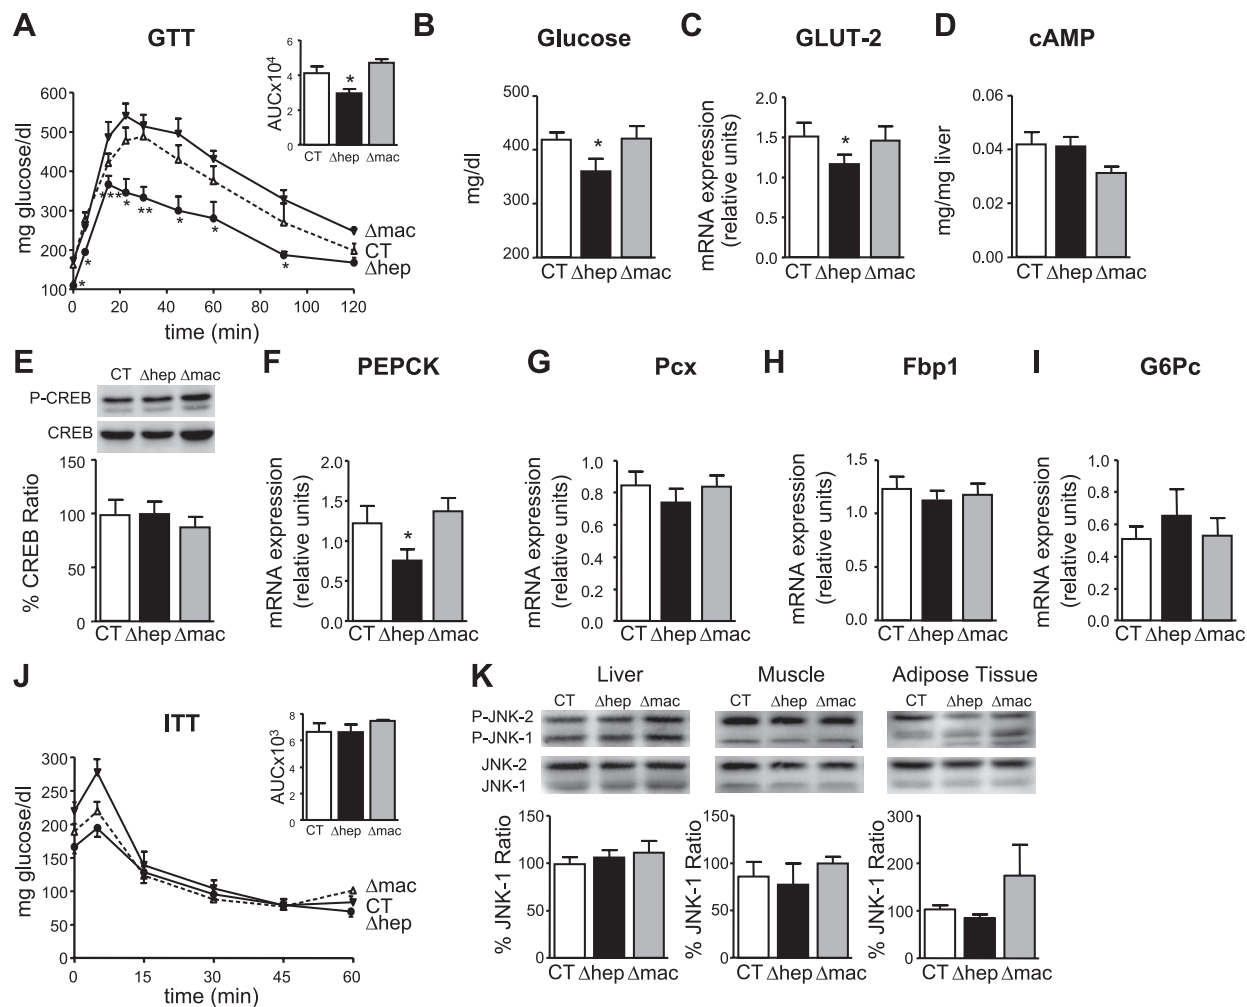 A GTT
mg glucose/dl
600
500
400
300
200
100
0 20 40 60 80 100 120
time (min)
* * *** * ** * * *
Δmac
CT
Δhep
AUCx10⁴
6
4
2
0
*
CT Δhep Δmac
B Glucose
mg/dl
500
400
300
200
*
CT Δhep Δmac
C GLUT-2
mRNA expression
(relative units)
2.0
1.5
1.0
0.5
0.0
*
CT Δhep Δmac
D cAMP
mg/mg liver
0.06
0.04
0.02
0.00
CT Δhep Δmac
E
CT Δhep Δmac
P-CREB
CREB
% CREB Ratio
150
100
50
0
CT Δhep Δmac
F PEPCK
mRNA expression
(relative units)
2.0
1.5
1.0
0.5
0.0
*
CT Δhep Δmac
G Pcx
mRNA expression
(relative units)
1.0
0.8
0.6
0.4
0.2
0.0
CT Δhep Δmac
H Fbp1
mRNA expression
(relative units)
1.5
1.0
0.5
0.0
CT Δhep Δmac
I G6Pc
mRNA expression
(relative units)
1.0
0.8
0.6
0.4
0.2
0.0
CT Δhep Δmac
J ITT
mg glucose/dl
300
250
200
150
100
50
0
0 15 30 45 60
time (min)
Δmac
CT
Δhep
AUCx10³
8
6
4
2
0
CT Δhep Δmac
K
Liver Muscle Adipose Tissue
CT Δhep Δmac CT Δhep Δmac CT Δhep Δmac
P-JNK-2
P-JNK-1
JNK-2
JNK-1
% JNK-1 Ratio
150
100
50
0
CT Δhep Δmac
% JNK-1 Ratio
150
100
50
0
CT Δhep Δmac
% JNK-1 Ratio
300
200
100
0
CT Δhep Δmac